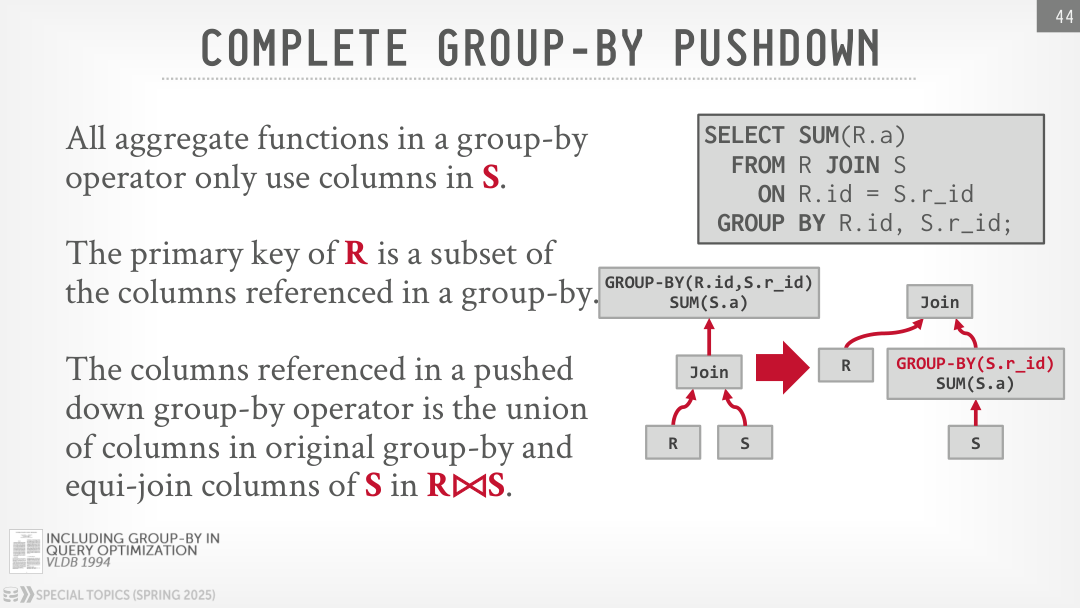 44
COMPLETE GROUP-BY PUSHDOWN
All aggregate functions in a group-by
operator only use columns in S.
The primary key of R is a subset of
the columns referenced in a group-by.
The columns referenced in a pushed
down group-by operator is the union
of columns in original group-by and
equi-join columns of S in R⋈S.
SELECT SUM(R.a)
FROM R JOIN S
ON R.id = S.r_id
GROUP BY R.id, S.r_id;
GROUP-BY(R.id,S.r_id)
SUM(S.a)
Join
R
S
Join
R
GROUP-BY(S.r_id)
SUM(S.a)
S
INCLUDING GROUP-BY IN
QUERY OPTIMIZATION
VLDB 1994
SPECIAL TOPICS (SPRING 2025)